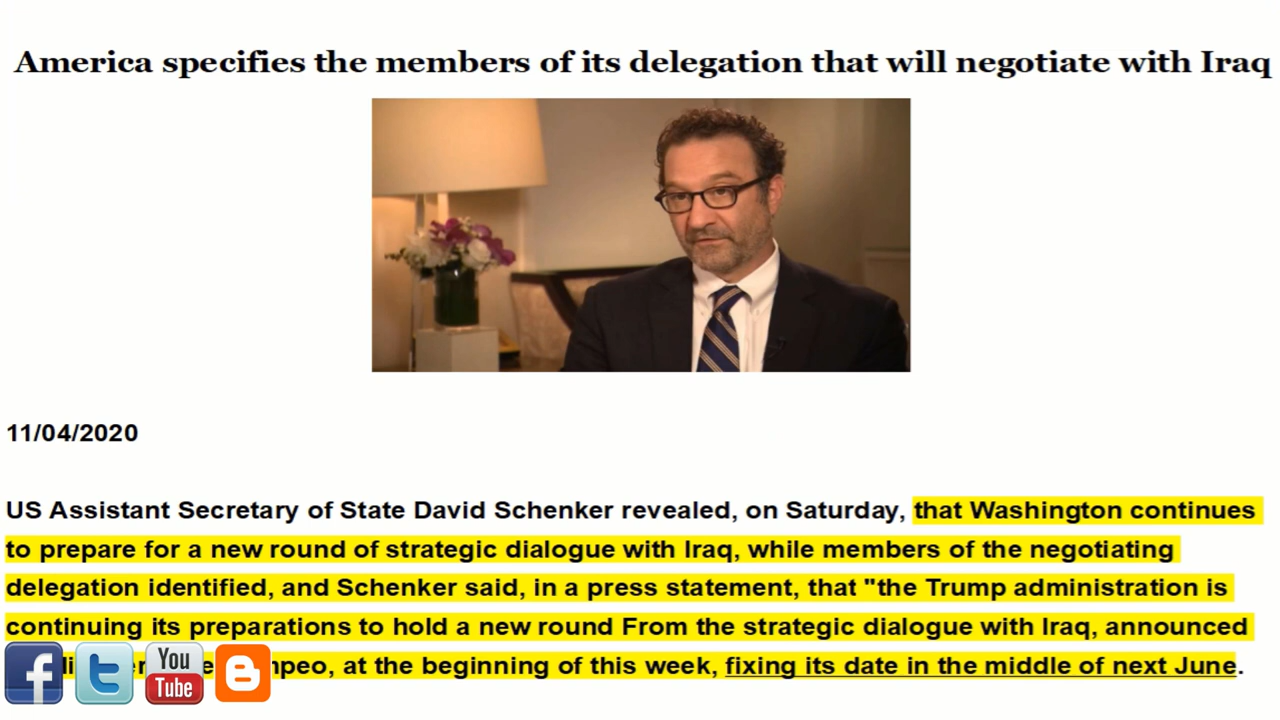 America specifies the members of its delegation that will negotiate with Iraq
11/04/2020
US Assistant Secretary of State David Schenker revealed, on Saturday, that Washington continues
to prepare for a new round of strategic dialogue with Iraq, while members of the negotiating
delegation identified, and Schenker said, in a press statement, that "the Trump administration is
continuing its preparations to hold a new round From the strategic dialogue with Iraq, announced
mpeo, at the beginning of this week, fixing its date in the middle of next June.
f t You Tube B